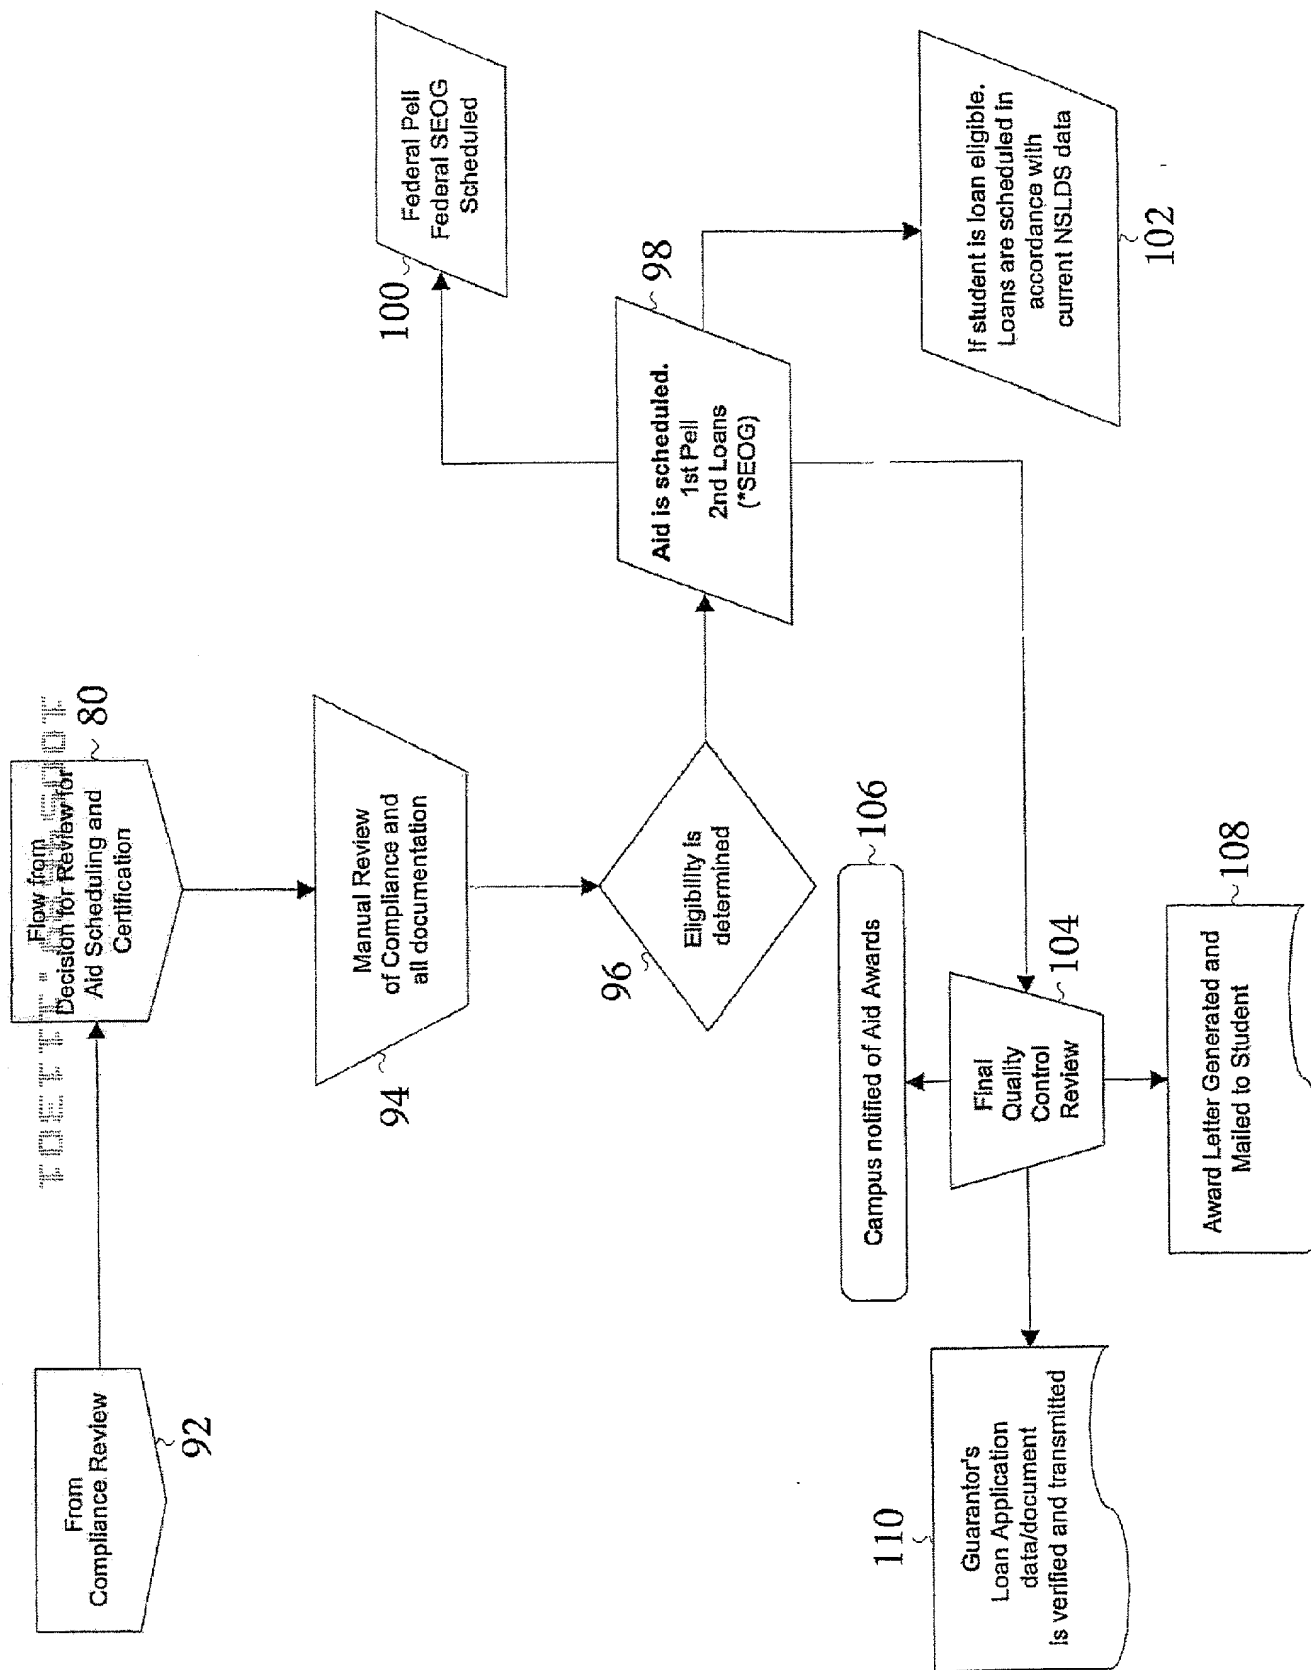 From
Compliance Review
92
Flow from
Decision for Review for
Aid Scheduling and
Certification
80
Manual Review
of Compliance and
all documentation
94
Eligibility is
determined
96
Aid is scheduled.
1st Pell
2nd Loans
(*SEOG)
98
Federal Pell
Federal SEOG
Scheduled
100
If student is loan eligible.
Loans are scheduled in
accordance with
current NSLDS data
102
Campus notified of Aid Awards
106
Final
Quality
Control
Review
104
Award Letter Generated and
Mailed to Student
108
Guarantor's
Loan Application
data/document
is verified and transmitted
110